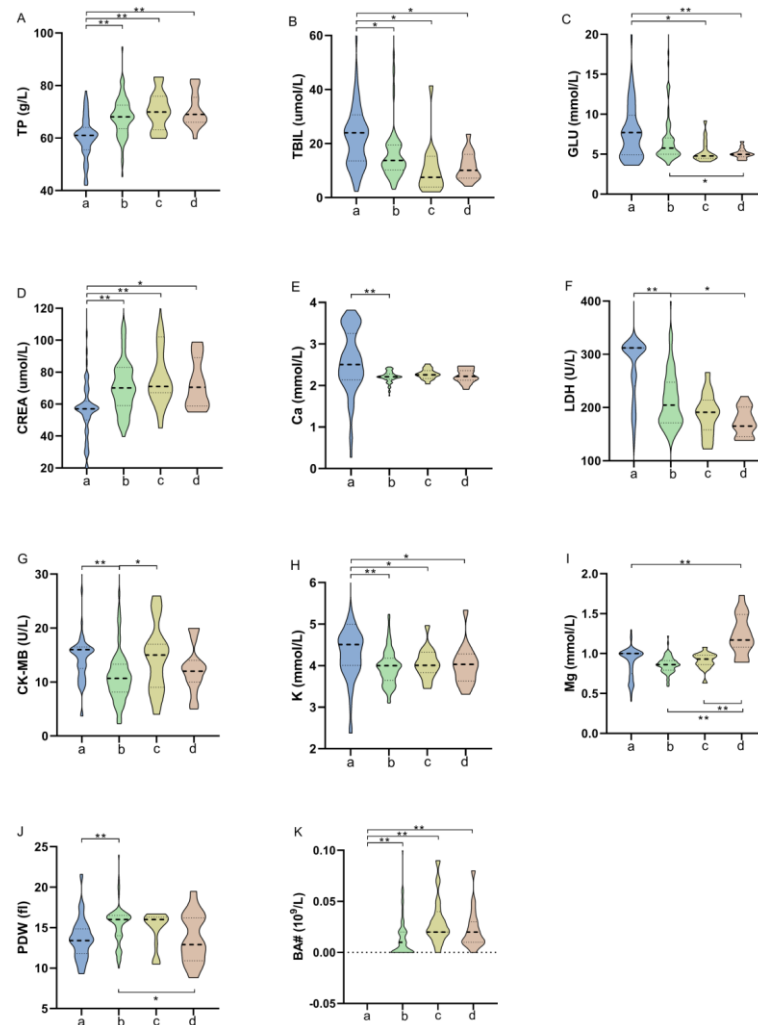 A
TP (g/L)
100
80
60
40
**
**
**
a b c d
B
TBIL (umol/L)
60
40
20
0
*
*
*
a b c d
C
GLU (mmol/L)
20
15
10
5
0
**
*
*
a b c d
D
CREA (umol/L)
120
100
80
60
40
20
*
**
**
a b c d
E
Ca (mmol/L)
4
3
2
1
0
**
a b c d
F
LDH (U/L)
400
300
200
100
** *
a b c d
G
CK-MB (U/L)
30
20
10
0
** *
a b c d
H
K (mmol/L)
6
5
4
3
2
*
*
**
a b c d
I
Mg (mmol/L)
2.0
1.5
1.0
0.5
0.0
**
**
**
a b c d
J
PDW (fl)
25
20
15
10
5
**
*
a b c d
K
BA# (10⁹/L)
0.10
0.05
0.00
-0.05
**
**
**
a b c d